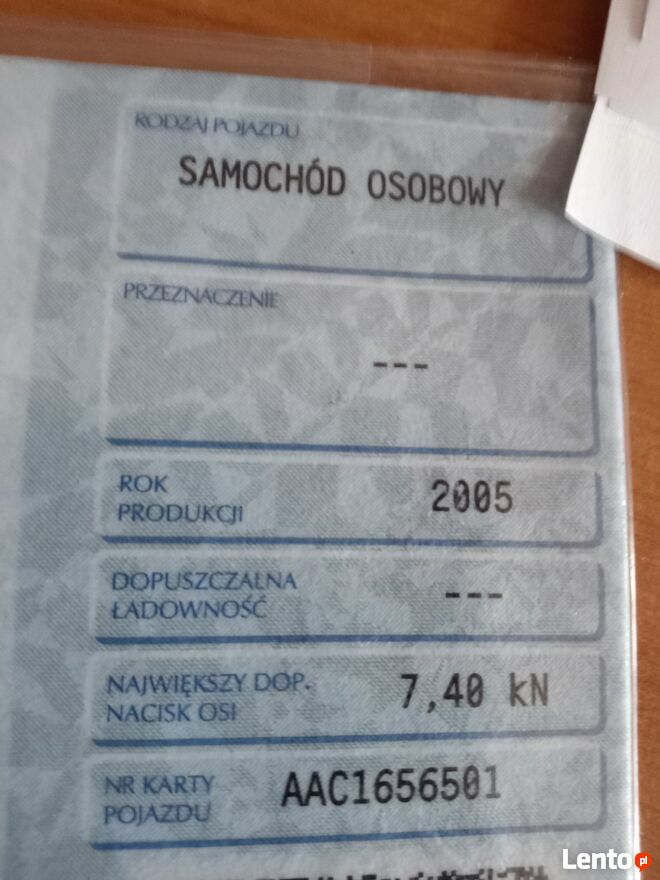 RODZAJ POJAZDU
SAMOCHÓD OSOBOWY
PRZEZNACZENIE
---
ROK
PRODUKCJI
2005
DOPUSZCZALNA
ŁADOWNOŚĆ
---
NAJWIĘKSZY DOP.
NACISK OSI
7,40 kN
NR KARTY
POJAZDU
AAC1656501
Lento.pl